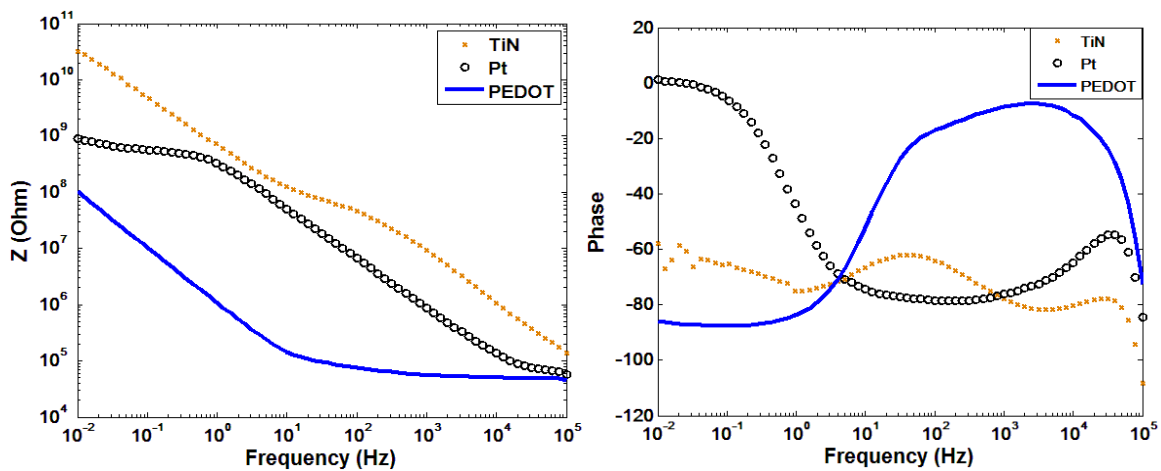 10^11
10^10
10^9
10^8
10^7
10^6
10^5
10^4
Z (Ohm)
TiN
Pt
PEDOT
10^-2 10^-1 10^0 10^1 10^2 10^3 10^4 10^5
Frequency (Hz)
20
0
-20
-40
-60
-80
-100
-120
Phase
TiN
Pt
PEDOT
10^-2 10^-1 10^0 10^1 10^2 10^3 10^4 10^5
Frequency (Hz)